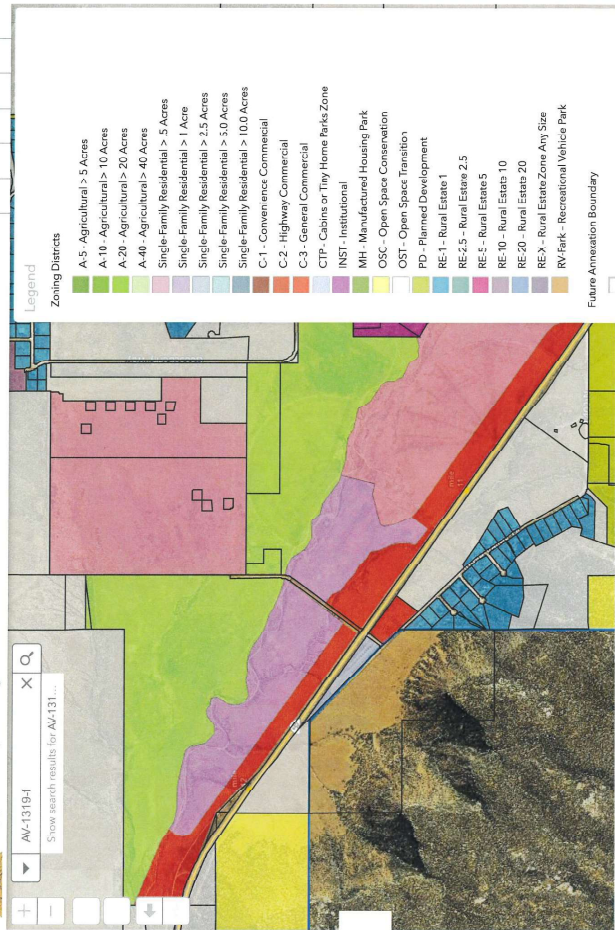 AV-1319-I
Show search results for AV-131...
Legend
Zoning Districts
A-5 - Agricultural > 5 Acres
A-10 - Agricultural > 10 Acres
A-20 - Agricultural > 20 Acres
A-40 - Agricultural > 40 Acres
Single-Family Residential > .5 Acres
Single-Family Residential > 1 Acre
Single-Family Residential > 2.5 Acres
Single-Family Residential > 5.0 Acres
Single-Family Residential > 10.0 Acres
C-1 - Convenience Commercial
C-2 - Highway Commercial
C-3 - General Commercial
CTP - Cabins or Tiny Home Parks Zone
INST - Institutional
MH - Manufactured Housing Park
OSC - Open Space Conservation
OST - Open Space Transition
PD - Planned Development
RE-1 - Rural Estate 1
RE-2.5 - Rural Estate 2.5
RE-5 - Rural Estate 5
RE-10 - Rural Estate 10
RE-20 - Rural Estate 20
RE-X - Rural Estate Zone Any Size
RV-Park - Recreational Vehicle Park
Future Annexation Boundary
mile
12
mile
11